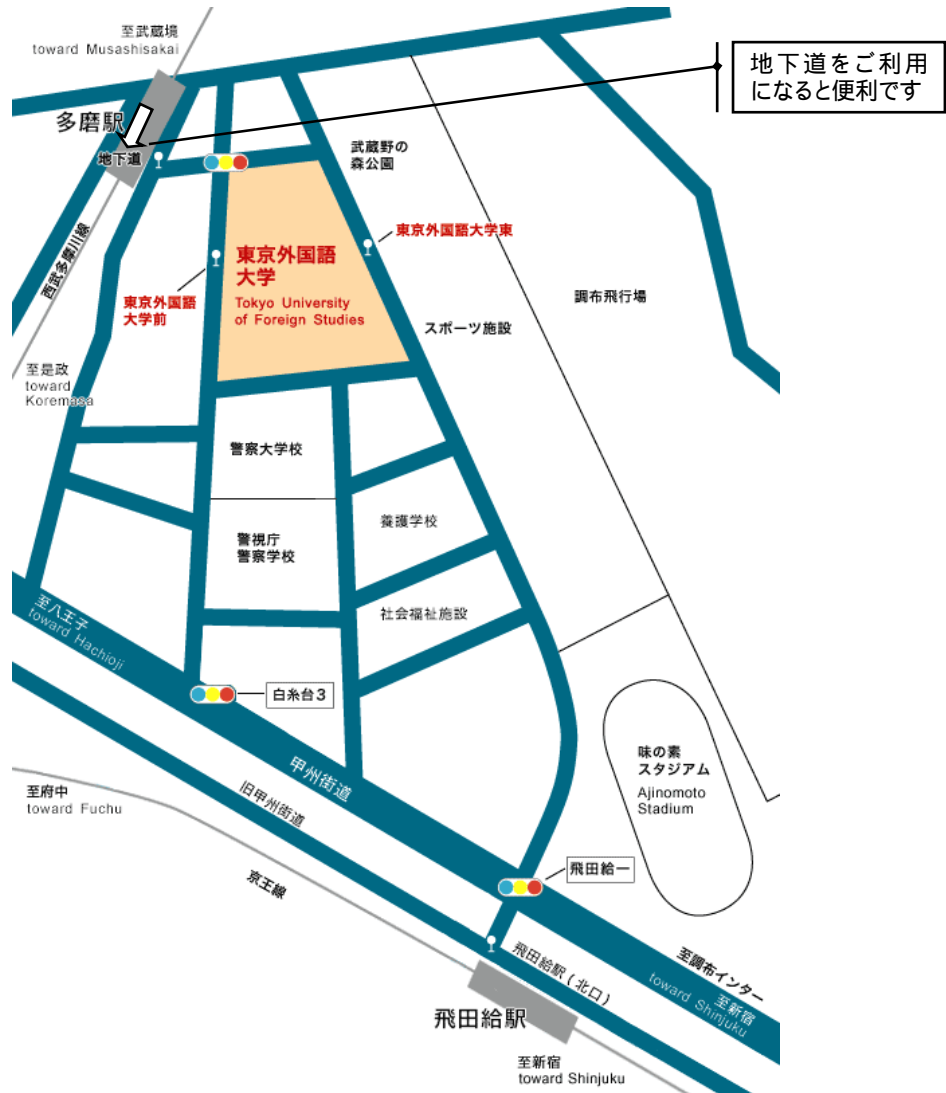 至武蔵境
toward Musashisakai
地下道をご利用
になると便利です
多磨駅
地下道
武蔵野の
森公園
東京外国語大学東
東京外国語
大学
Tokyo University
of Foreign Studies
西武多摩川線
東京外国語
大学前
調布飛行場
スポーツ施設
至是政
toward
Koremasa
警察大学校
養護学校
警視庁
警察学校
至八王子
toward Hachioji
社会福祉施設
白糸台3
甲州街道
味の素
スタジアム
Ajinomoto
Stadium
至府中
toward Fuchu
旧甲州街道
飛田給一
京王線
飛田給駅(北口)
至調布インター
至新宿
toward Shinjuku
飛田給駅
至新宿
toward Shinjuku